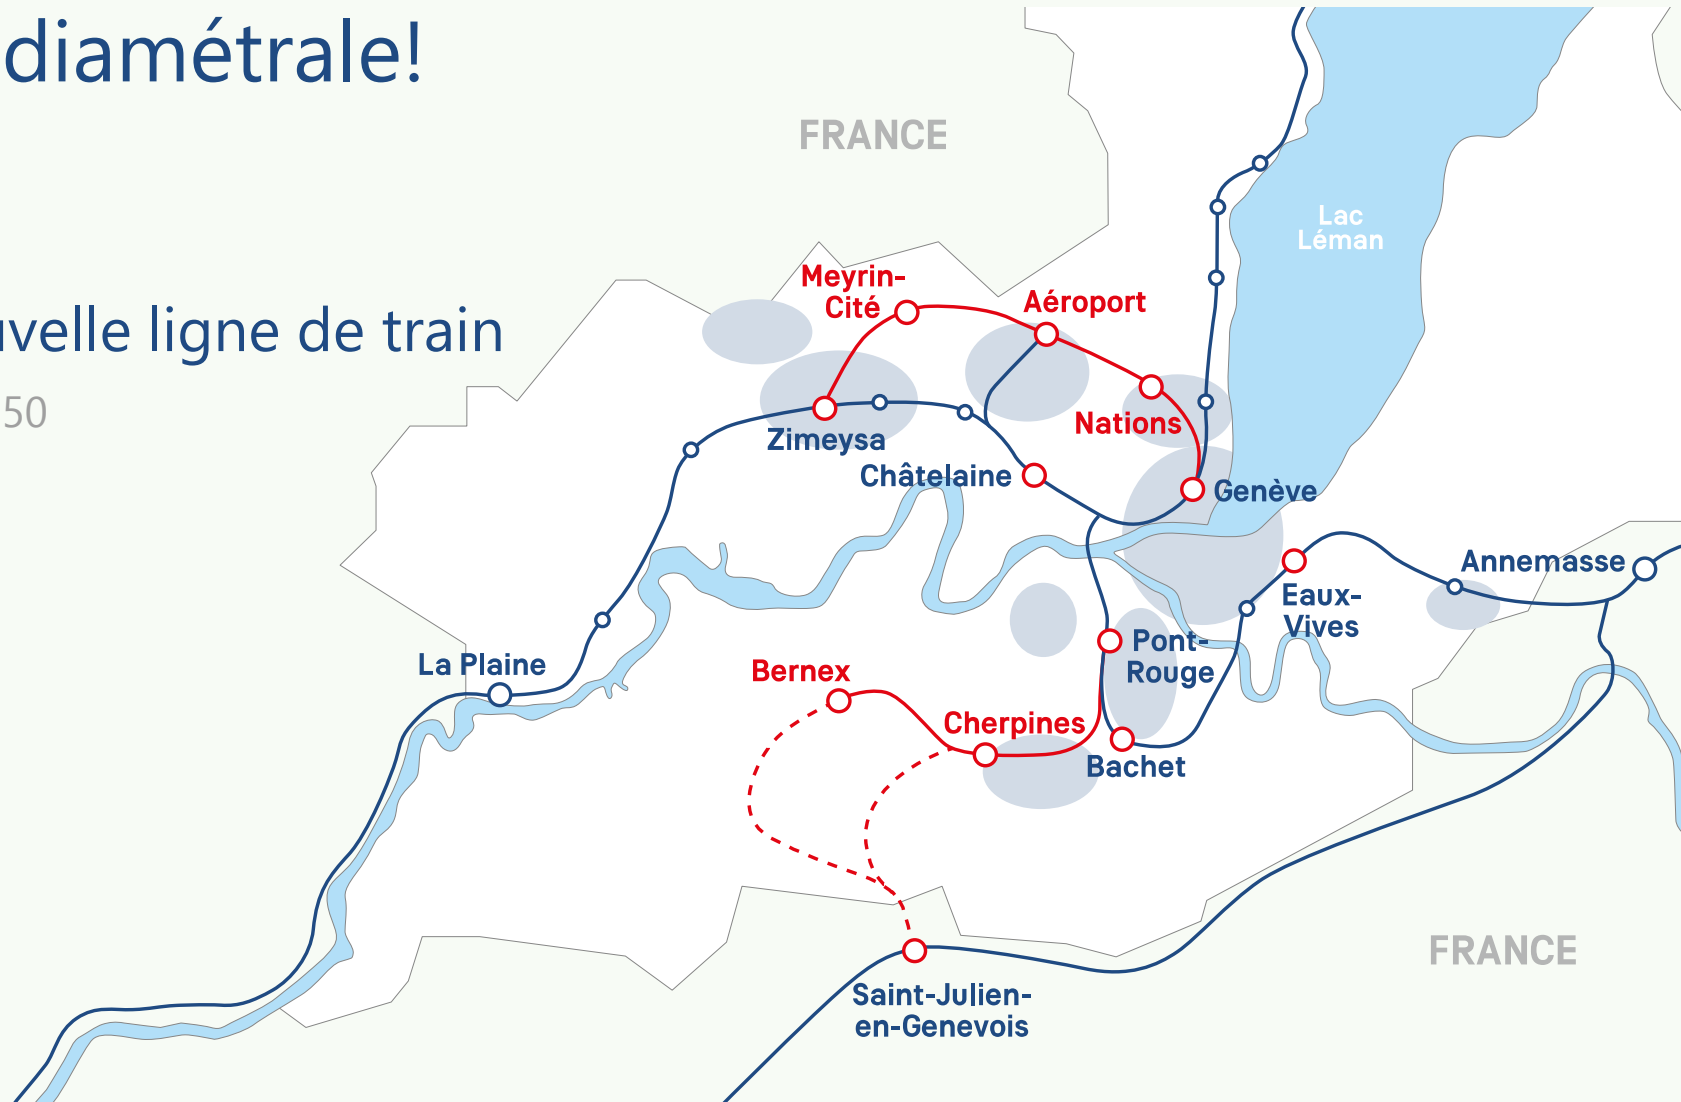 diamétrale!
FRANCE
Lac
Léman
Meyrin-
Cité
Aéroport
velle ligne de train
50
Nations
Zimeysa
Châtelaine
Genève
Annemasse
Eaux-
Vives
Pont-
Rouge
La Plaine
Bernex
Cherpines
Bachet
FRANCE
Saint-Julien-
en-Genevois